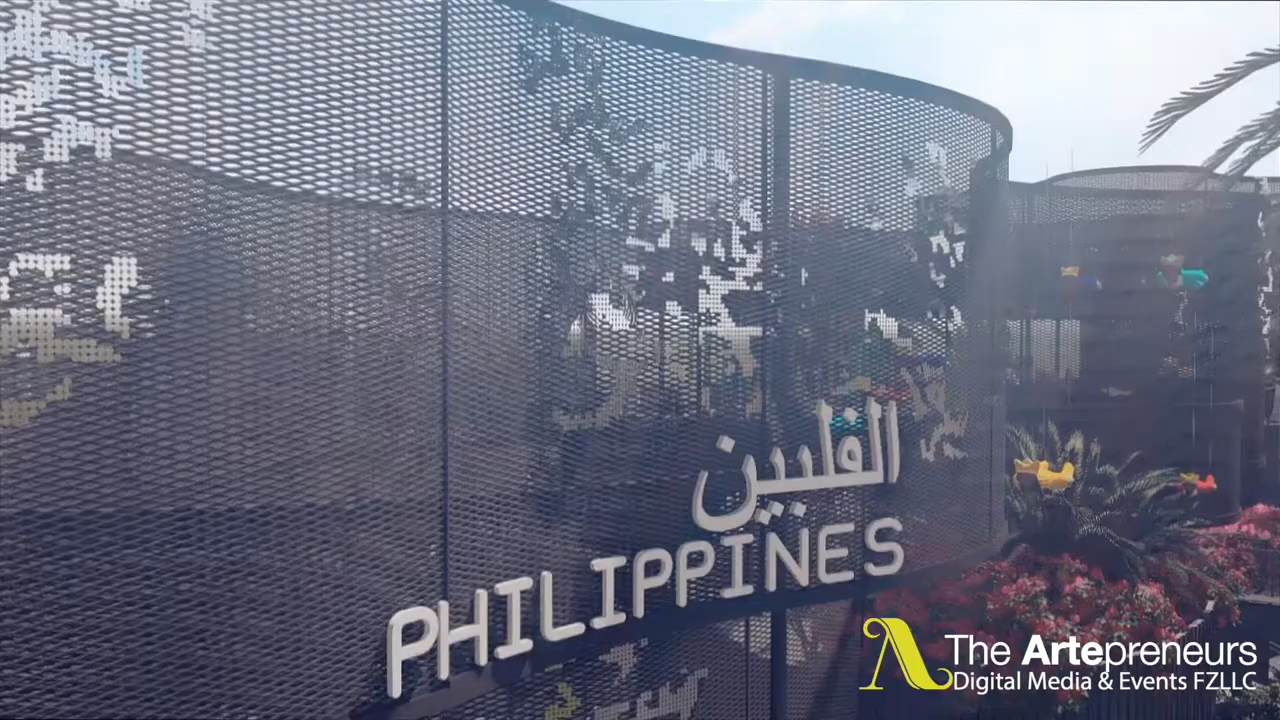 الفلبين
PHILIPPINES
The Artepreneurs
Digital Media & Events FZLLC